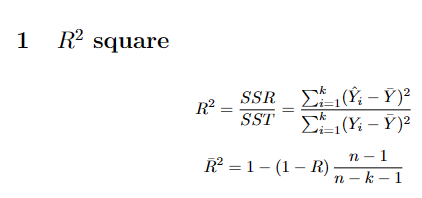 1 R² square
R² = SSR / SST = ∑ᵢ₌₁ᵏ(Ŷᵢ − Ȳ)² / ∑ᵢ₌₁ᵏ(Yᵢ − Ȳ)²
R̄² = 1 − (1 − R) (n − 1) / (n − k − 1)